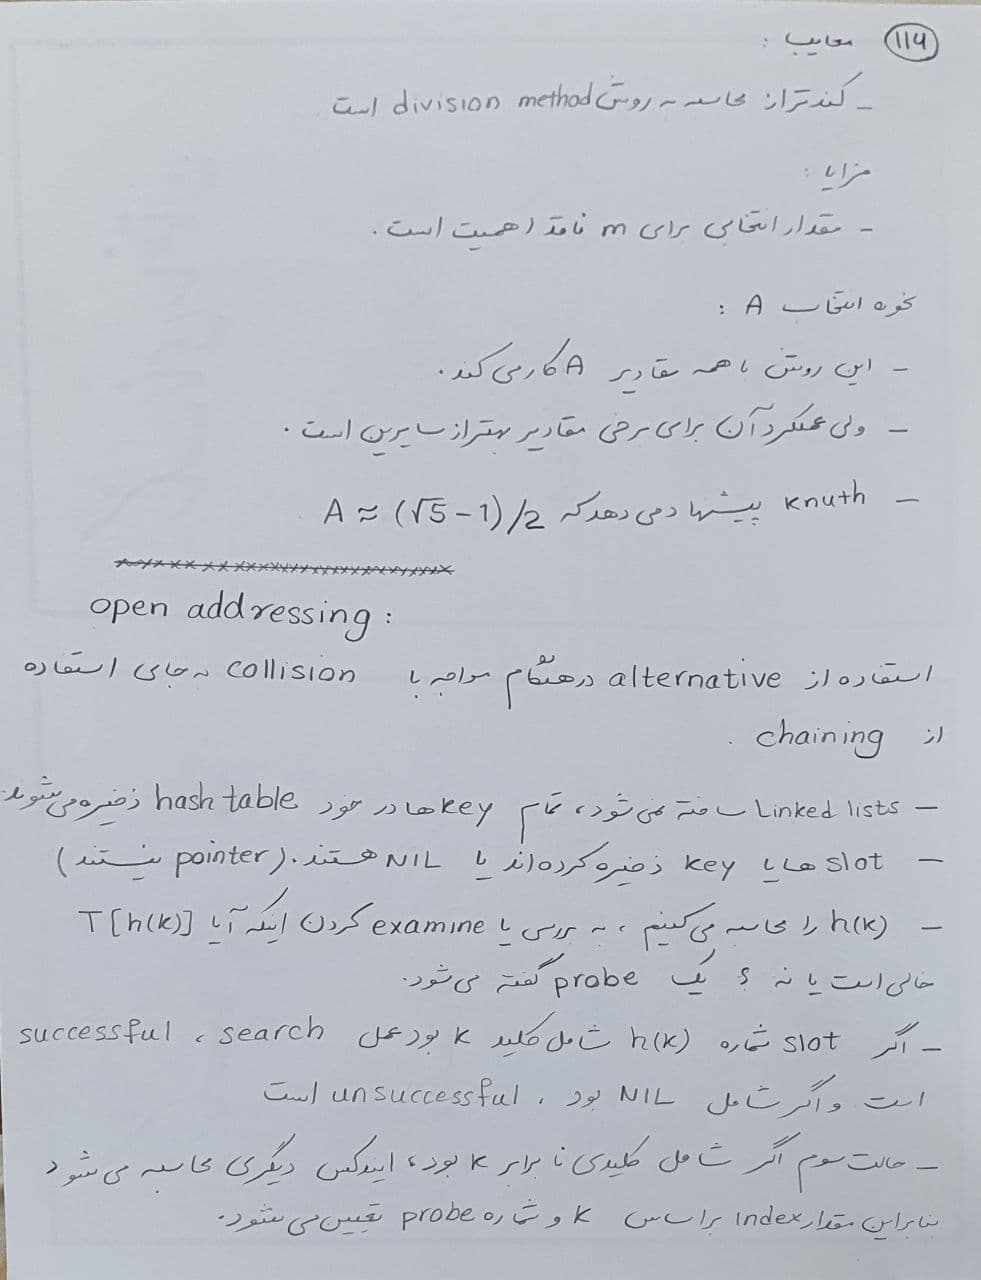 114 معایب :
- کندتر از محاسبه به روش division method است
مزایا :
- مقدار انتخابی برای m فاقد اهمیت است .
نحوه انتخاب A :
- این روش با همه مقادیر A کار می کند .
- ولی عملکرد آن برای برخی مقادیر بهتر از سایرین است .
- Knuth پیشنهاد می دهد که A ≈ (√5 - 1)/2
open addressing :
استفاده از alternative در هنگام مواجه با collision به جای استفاده
از chaining .
- Linked lists ساخته نمی شود ، تمام key ها در خود hash table ذخیره می شوند.
- slot ها یا key ذخیره کرده اند یا NIL هستند . (pointer نیستند)
- h(k) را محاسبه می کنیم ، به بررسی یا examine کردن اینکه آیا T[h(k)]
خالی است یا نه ؟ یک probe گفته می شود.
- اگر slot شماره h(k) شامل کلید k بود عمل search ، successful
است و اگر شامل NIL بود ، unsuccessful است
- حالت سوم اگر شامل کلیدی نابرابر k بود ، ایندکس دیگری محاسبه می شود
بنابراین مقدار index براساس k و شماره probe تعیین می شود.